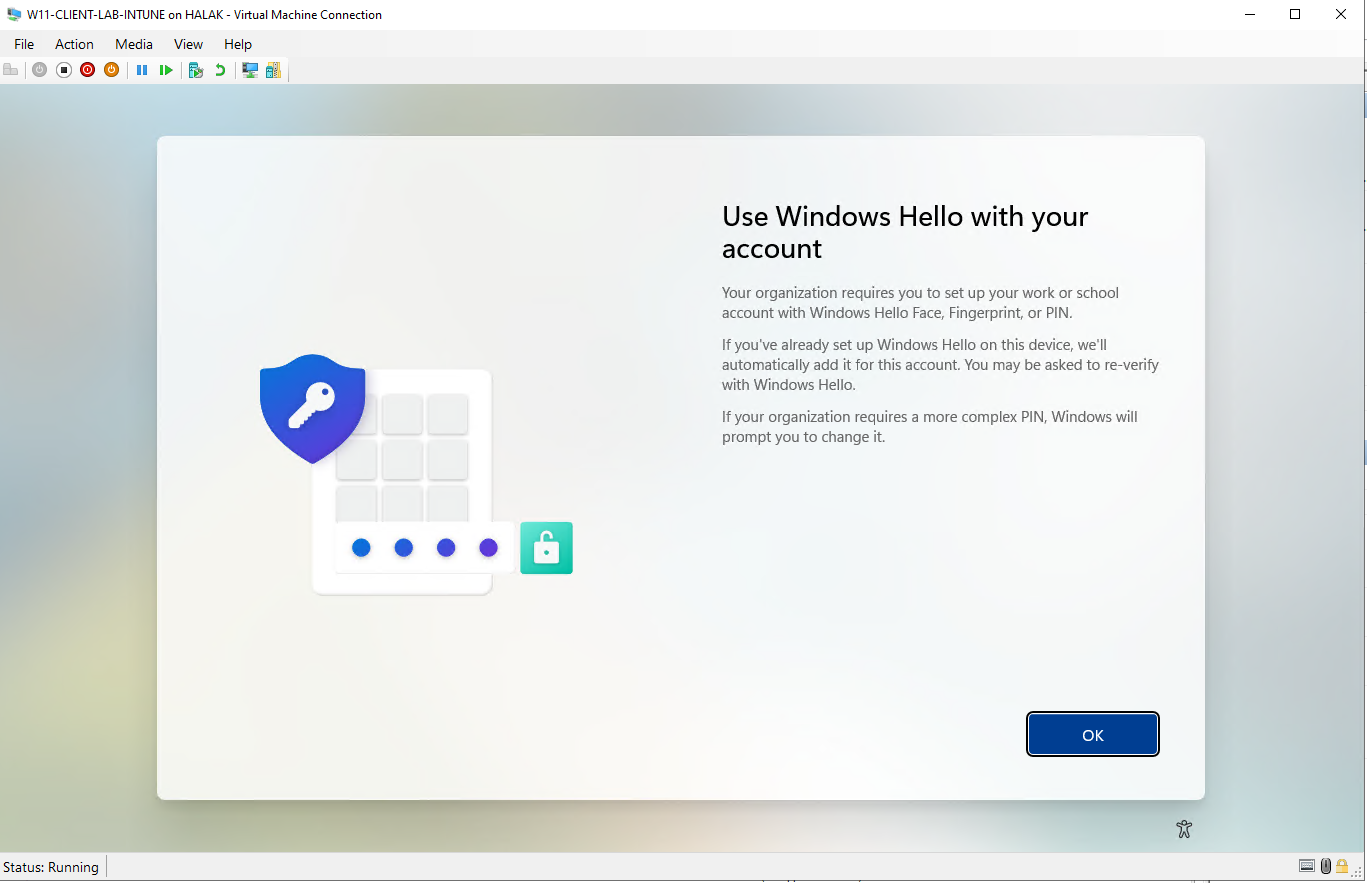 W11-CLIENT-LAB-INTUNE on HALAK - Virtual Machine Connection
File Action Media View Help
Use Windows Hello with your
account
Your organization requires you to set up your work or school
account with Windows Hello Face, Fingerprint, or PIN.
If you've already set up Windows Hello on this device, we'll
automatically add it for this account. You may be asked to re-verify
with Windows Hello.
If your organization requires a more complex PIN, Windows will
prompt you to change it.
OK
Status: Running